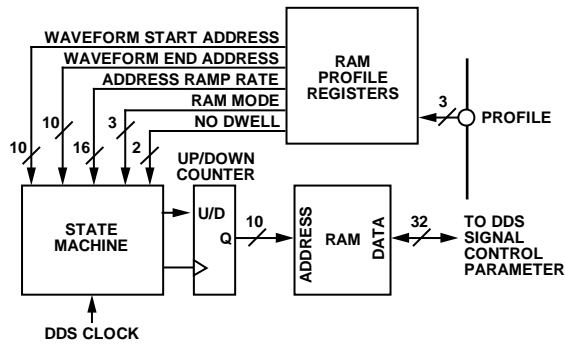 WAVEFORM START ADDRESS
WAVEFORM END ADDRESS
ADDRESS RAMP RATE
RAM MODE
NO DWELL
RAM
PROFILE
REGISTERS
3
PROFILE
10
10
16
3
2
UP/DOWN
COUNTER
STATE
MACHINE
U/D
Q
10
ADDRESS
RAM
DATA
32
TO DDS
SIGNAL
CONTROL
PARAMETER
DDS CLOCK